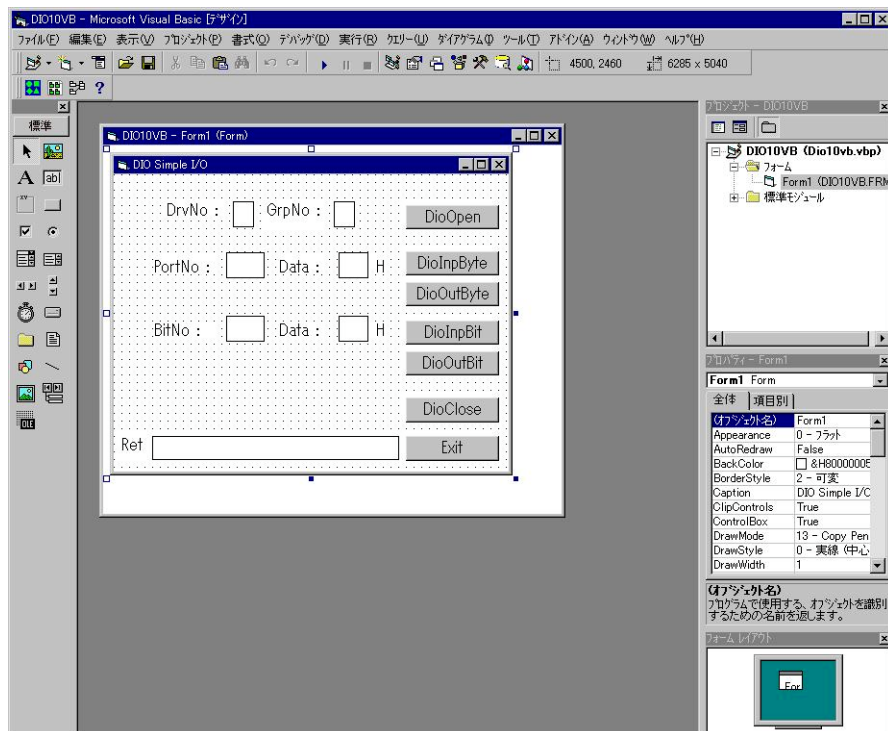 DIO10VB - Microsoft Visual Basic [ﾃﾞｻﾞｲﾝ]
ﾌｧｲﾙ(F) 編集(E) 表示(V) ﾌﾟﾛｼﾞｪｸﾄ(P) 書式(O) ﾃﾞﾊﾞｯｸﾞ(D) 実行(R) ｸｴﾘｰ(U) ﾀﾞｲｱｸﾞﾗﾑ(I) ﾂｰﾙ(T) ｱﾄﾞｲﾝ(A) ｳｨﾝﾄﾞｳ(W) ﾍﾙﾌﾟ(H)
4500, 2460 6285 x 5040
標準
DIO10VB - Form1 (Form)
DIO Simple I/O
DrvNo : GrpNo :
DioOpen
PortNo : Data : H
DioInpByte
DioOutByte
BitNo : Data : H
DioInpBit
DioOutBit
DioClose
Ret
Exit
ﾌﾟﾛｼﾞｪｸﾄ - DIO10VB
DIO10VB (Dio10vb.vbp)
ﾌｫｰﾑ
Form1 (DIO10VB.FRM
標準ﾓｼﾞｭｰﾙ
ﾌﾟﾛﾊﾟﾃｨ - Form1
Form1 Form
全体 項目別
(ｵﾌﾞｼﾞｪｸﾄ名) Form1
Appearance 0 - ﾌﾗｯﾄ
AutoRedraw False
BackColor &H80000005
BorderStyle 2 - 可変
Caption DIO Simple I/O
ClipControls True
ControlBox True
DrawMode 13 - Copy Pen
DrawStyle 0 - 実線 (中心
DrawWidth 1
(ｵﾌﾞｼﾞｪｸﾄ名)
ﾌﾟﾛｸﾞﾗﾑで使用する、ｵﾌﾞｼﾞｪｸﾄを識別
するための名前を返します。
ﾌｫｰﾑ ﾚｲｱｳﾄ
For